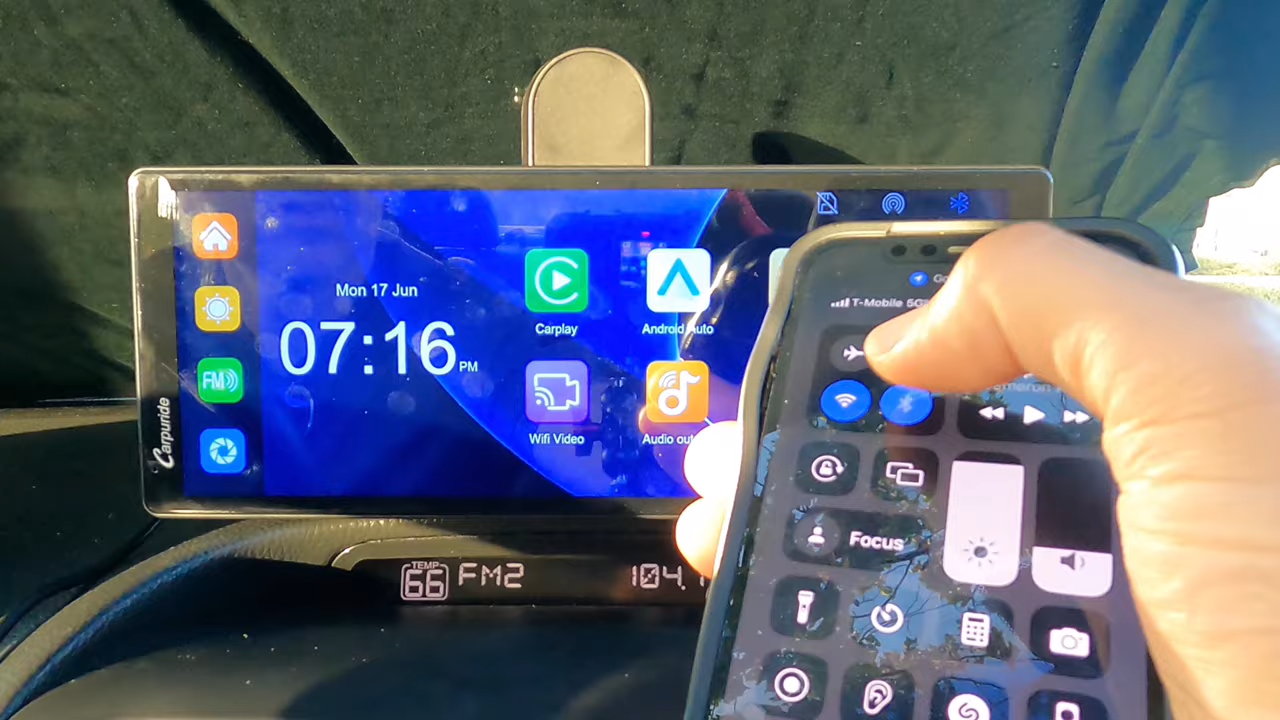 Carpuride
FM
Mon 17 Jun
07:16 PM
Carplay
Android Auto
Wifi Video
Audio out
T-Mobile 5G
Focus
TEMP
66
FM2
104.